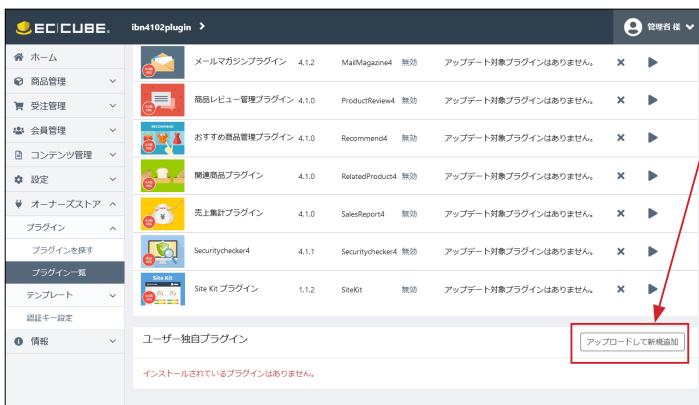 EC CUBE®
ibn4102plugin
管理者 様
ホーム
商品管理
受注管理
会員管理
コンテンツ管理
設定
オーナーズストア
プラグイン
プラグインを探す
プラグイン一覧
テンプレート
認証キー設定
情報
メールマガジンプラグイン 4.1.2 MailMagazine4 無効 アップデート対象プラグインはありません。
商品レビュー管理プラグイン 4.1.0 ProductReview4 無効 アップデート対象プラグインはありません。
RECOMMEND
おすすめ商品管理プラグイン 4.1.0 Recommend4 無効 アップデート対象プラグインはありません。
関連商品プラグイン 4.1.0 RelatedProduct4 無効 アップデート対象プラグインはありません。
売上集計プラグイン 4.1.0 SalesReport4 無効 アップデート対象プラグインはありません。
Securitychecker4 4.1.1 Securitychecker4 無効 アップデート対象プラグインはありません。
Site Kit
Site Kit プラグイン 1.1.2 SiteKit 無効 アップデート対象プラグインはありません。
ユーザー独自プラグイン
アップロードして新規追加
インストールされているプラグインはありません。